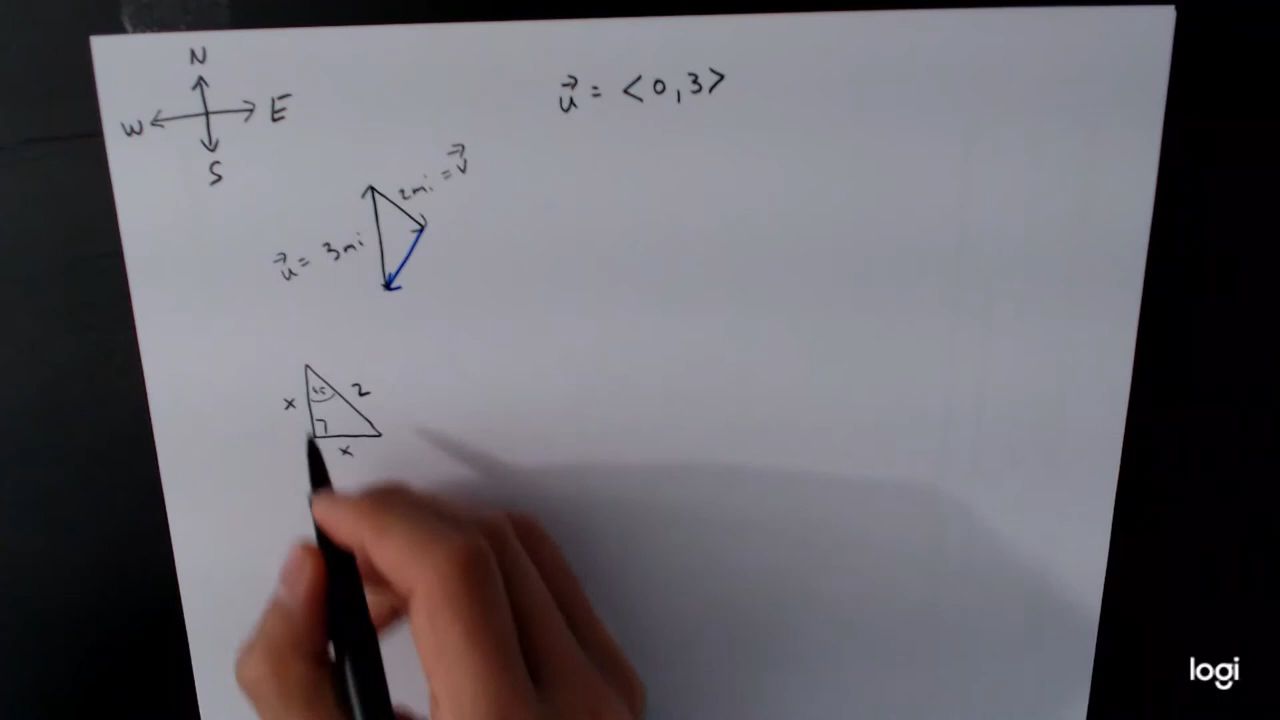 N
W E
S
u⃗ = <0,3>
2mi = v⃗
u⃗ = 3mi
45 2
x
x
logi